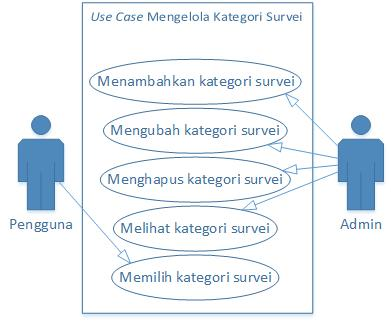 Use Case Mengelola Kategori Survei
Menambahkan kategori survei
Mengubah kategori survei
Menghapus kategori survei
Melihat kategori survei
Memilih kategori survei
Pengguna
Admin